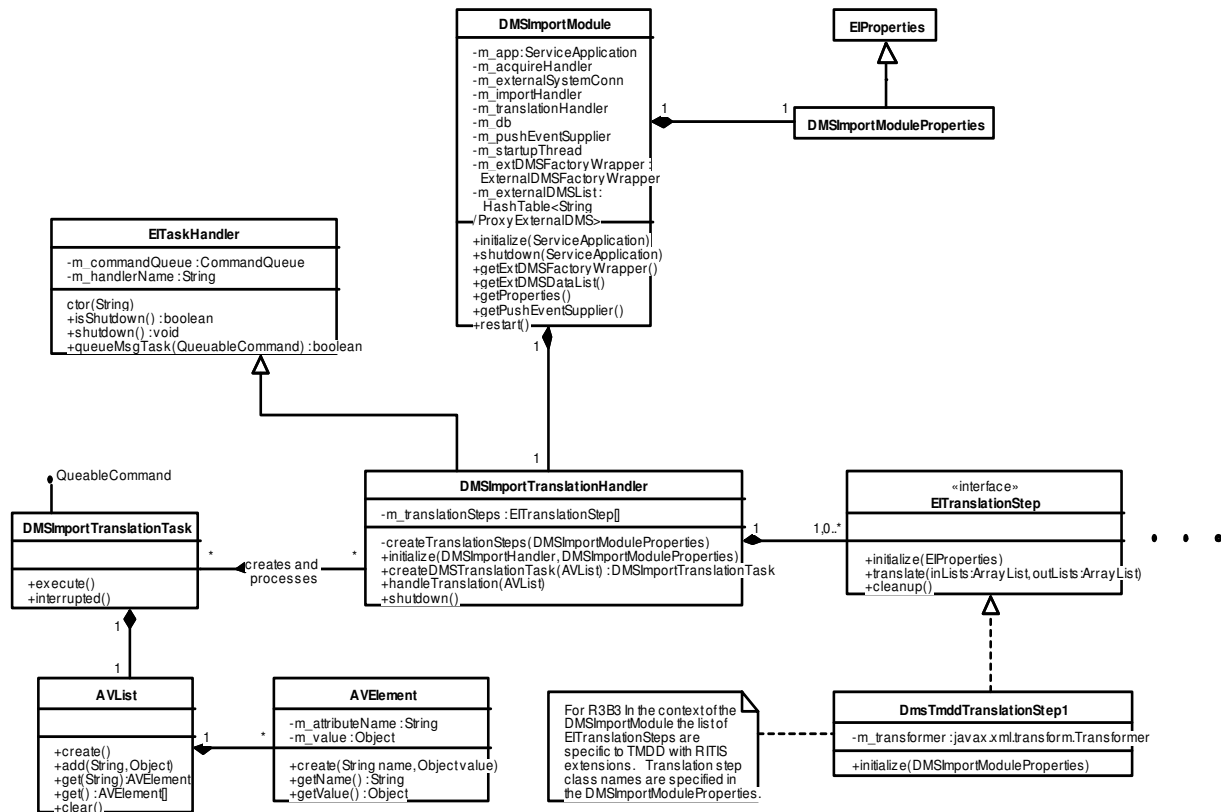 DMSImportModule
-m_app:ServiceApplication
-m_acquireHandler
-m_externalSystemConn
-m_importHandler
-m_translationHandler
-m_db
-m_pushEventSupplier
-m_startupThread
-m_extDMSFactoryWrapper :
ExternalDMSFactoryWrapper
-m_externalDMSList :
HashTable<String
/ProxyExternalDMS>
+initialize(ServiceApplication)
+shutdown(ServiceApplication)
+getExtDMSFactoryWrapper()
+getExtDMSDataList()
+getProperties()
+getPushEventSupplier()
+restart()
EIProperties
1
1
DMSImportModuleProperties
EITaskHandler
-m_commandQueue :CommandQueue
-m_handlerName :String
ctor(String)
+isShutdown() :boolean
+shutdown() :void
+queueMsgTask(QueuableCommand) :boolean
1
1
QueableCommand
DMSImportTranslationTask
+execute()
+interrupted()
*
creates and
processes
*
DMSImportTranslationHandler
-m_translationSteps :EITranslationStep[]
-createTranslationSteps(DMSImportModuleProperties)
+initialize(DMSImportHandler,DMSImportModuleProperties)
+createDMSTranslationTask(AVList) :DMSImportTranslationTask
+handleTranslation(AVList)
+shutdown()
1
1,0..*
«interface»
EITranslationStep
+initialize(EIProperties)
+translate(inLists:ArrayList,outLists:ArrayList)
+cleanup()
1
1
AVList
+create()
+add(String,Object)
+get(String):AVElement
+get() :AVElement[]
+clear()
1
*
AVElement
-m_attributeName :String
-m_value :Object
+create(String name,Object value)
+getName() :String
+getValue() :Object
For R3B3 In the context of the
DMSImportModule the list of
EITranslationSteps are
specific to TMDD with RITIS
extensions. Translation step
class names are specified in
the DMSImportModuleProperties.
DmsTmddTranslationStep1
-m_transformer :javax.xml.transform.Transformer
+initialize(DMSImportModuleProperties)